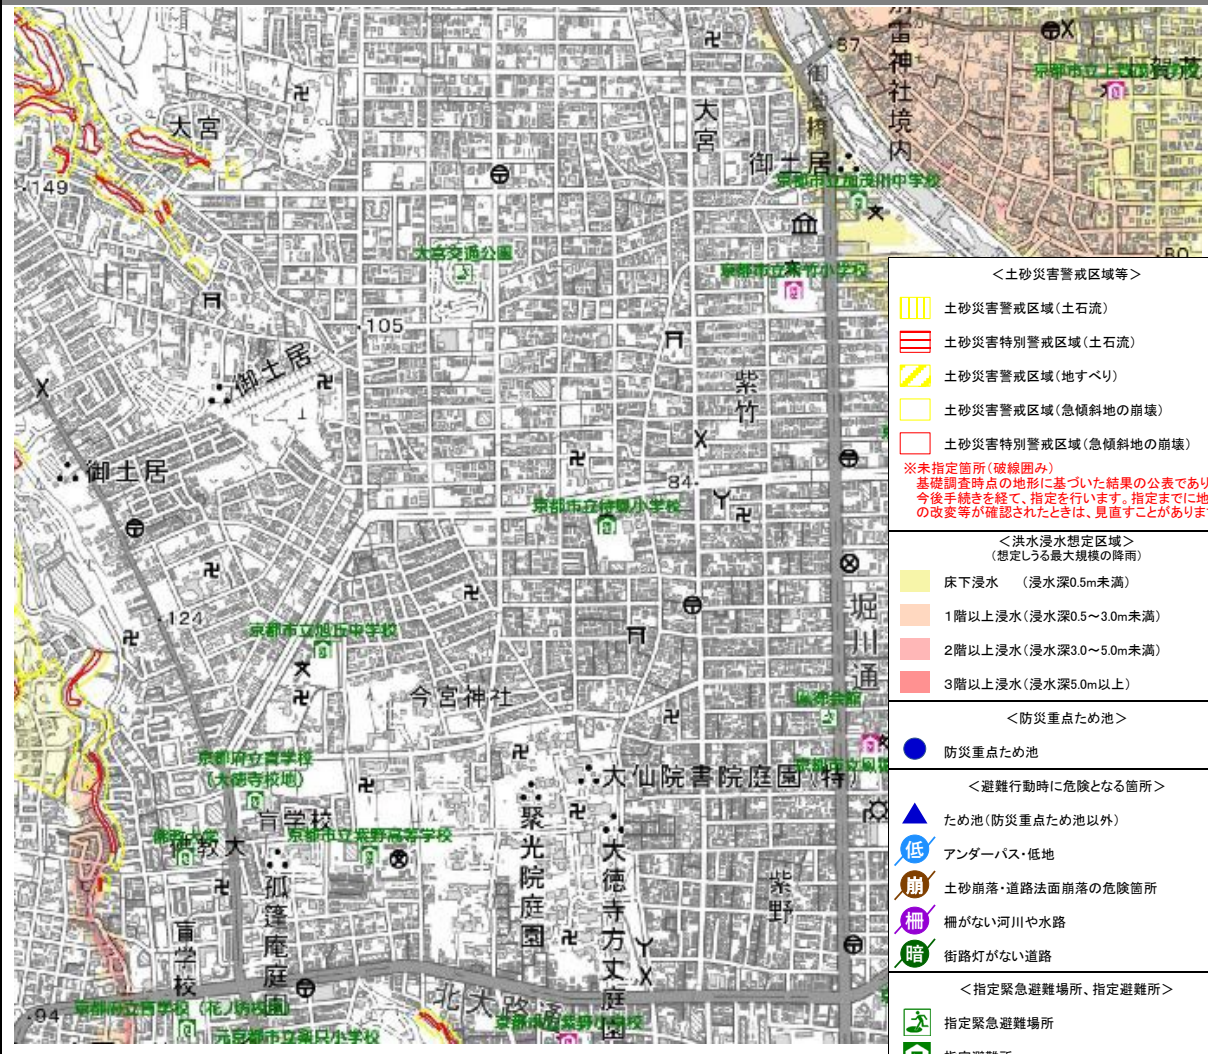 別雷神社境内
87
御薗橋
大宮
大宮
御土居
京都市立加茂川中学校
149
大宮交通公園
京都市立紫竹小学校
80
105
御土居
紫竹
御土居
84
京都市立待鳳小学校
124
京都市立旭丘中学校
今宮神社
堀川通
京都府立盲学校
(大徳寺校地)
盲学校
京都市立紫野高等学校
佛教大学
佛教大
大仙院書院庭園(特
聚光院庭園
大徳寺方丈庭園
紫野
孤篷庵庭園
盲学校
北大路通
94
京都府立盲学校(花ノ坊校地)
元京都市立楽只小学校
京都市立紫野小学校
<土砂災害警戒区域等>
土砂災害警戒区域(土石流)
土砂災害特別警戒区域(土石流)
土砂災害警戒区域(地すべり)
土砂災害警戒区域(急傾斜地の崩壊)
土砂災害特別警戒区域(急傾斜地の崩壊)
※未指定箇所(破線囲み)
基礎調査時点の地形に基づいた結果の公表であり
今後手続きを経て、指定を行います。指定までに地
の改変等が確認されたときは、見直すことがありま
<洪水浸水想定区域>
(想定しうる最大規模の降雨)
床下浸水 (浸水深0.5m未満)
1階以上浸水(浸水深0.5~3.0m未満)
2階以上浸水(浸水深3.0~5.0m未満)
3階以上浸水(浸水深5.0m以上)
<防災重点ため池>
防災重点ため池
<避難行動時に危険となる箇所>
ため池(防災重点ため池以外)
低 アンダーパス・低地
崩 土砂崩落・道路法面崩落の危険箇所
柵 柵がない河川や水路
暗 街路灯がない道路
<指定緊急避難場所、指定避難所>
指定緊急避難場所
指定避難所